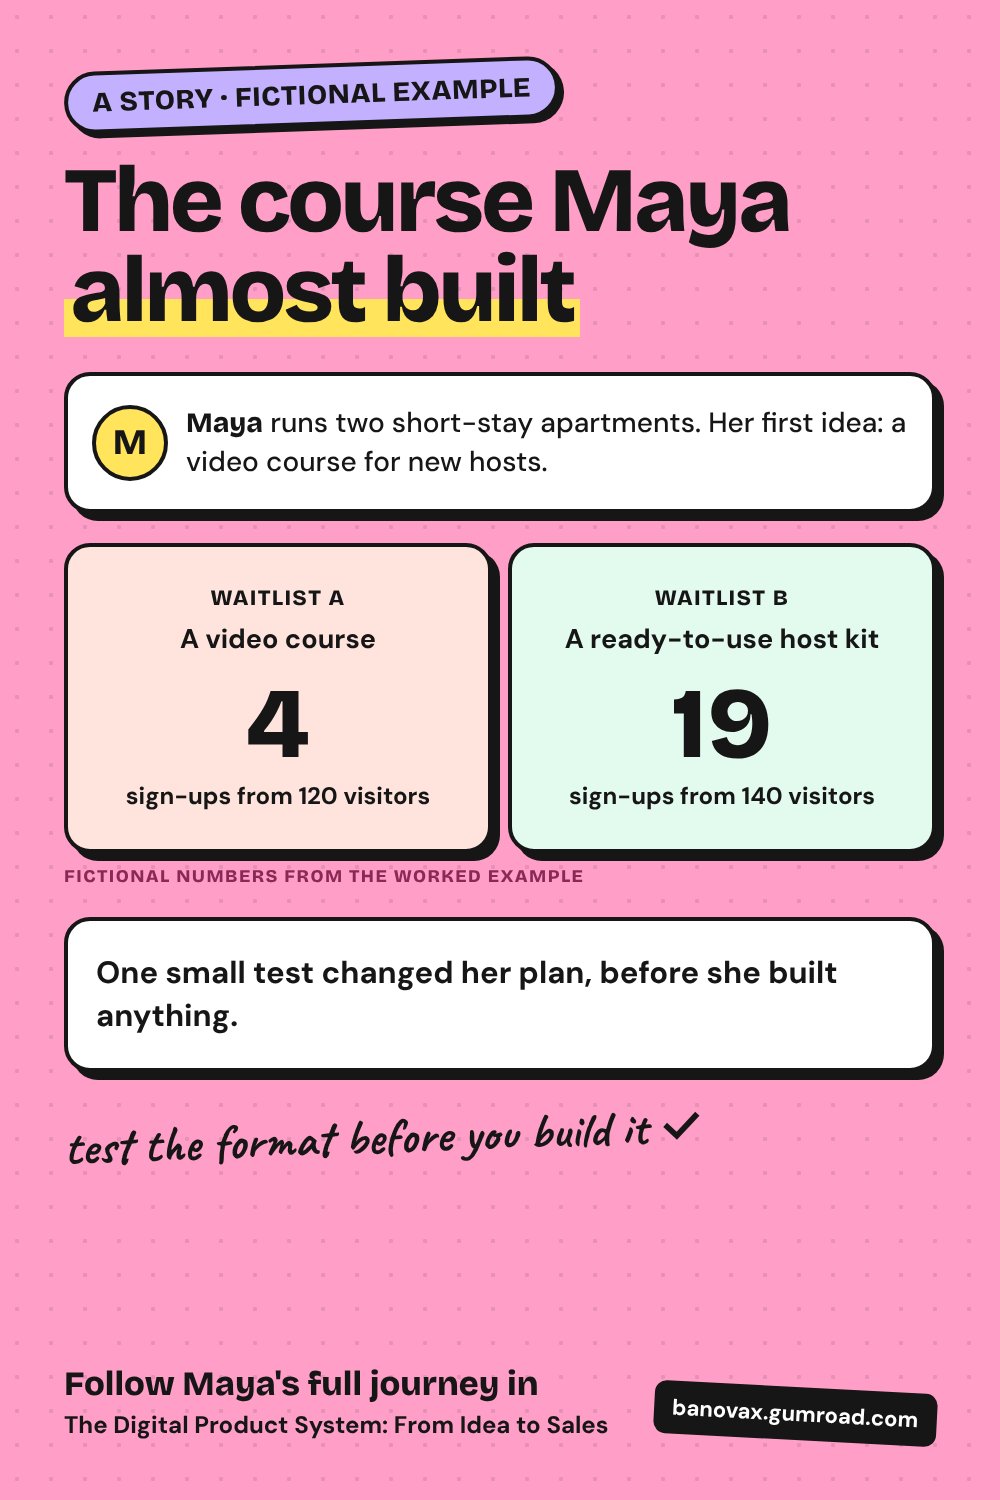 A STORY · FICTIONAL EXAMPLE
The course Maya
almost built
M
Maya runs two short-stay apartments. Her first idea: a
video course for new hosts.
WAITLIST A
A video course
4
sign-ups from 120 visitors
WAITLIST B
A ready-to-use host kit
19
sign-ups from 140 visitors
FICTIONAL NUMBERS FROM THE WORKED EXAMPLE
One small test changed her plan, before she built
anything.
test the format before you build it ✓
Follow Maya's full journey in
The Digital Product System: From Idea to Sales
banovax.gumroad.com